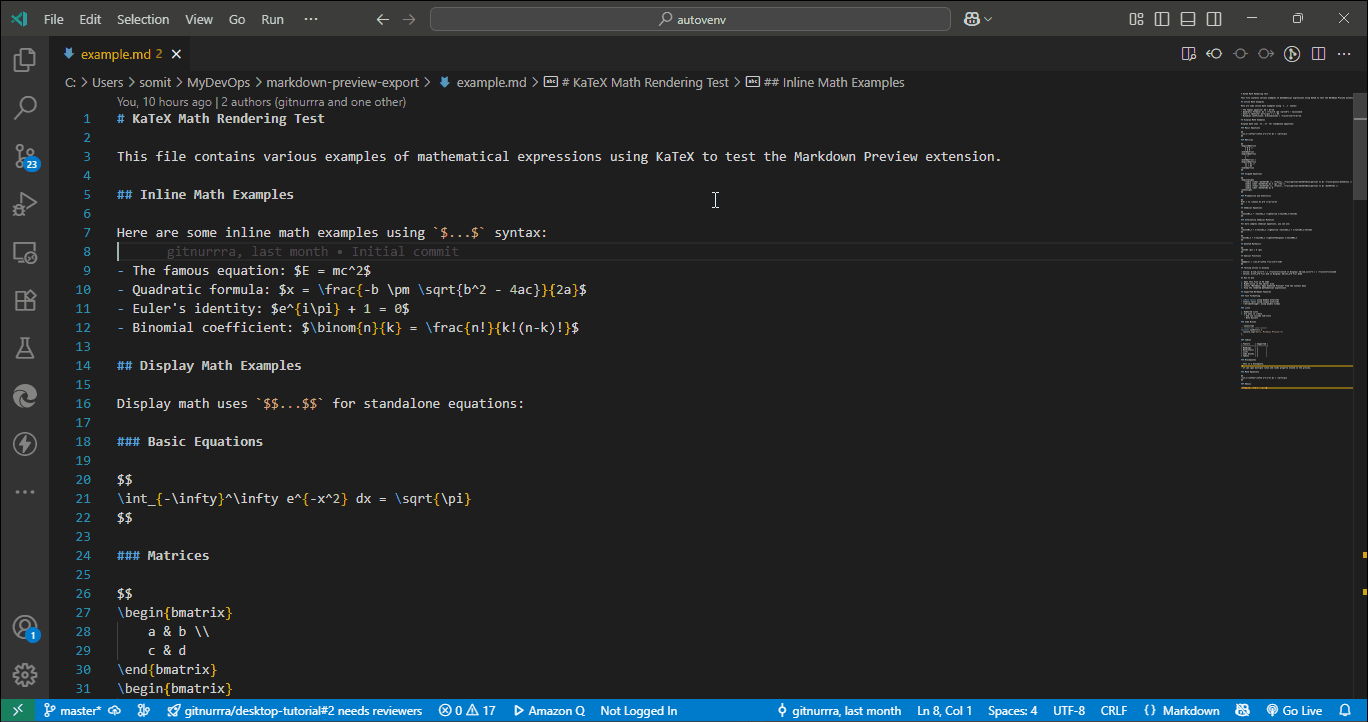 File Edit Selection View Go Run ···
autovenv
example.md 2
C: > Users > somit > MyDevOps > markdown-preview-export > example.md > # KaTeX Math Rendering Test > ## Inline Math Examples
You, 10 hours ago | 2 authors (gitnurrra and one other)
1 # KaTeX Math Rendering Test
2
3 This file contains various examples of mathematical expressions using KaTeX to test the Markdown Preview extension.
4
5 ## Inline Math Examples
6
7 Here are some inline math examples using `$...$` syntax:
8 gitnurrra, last month • Initial commit
9 - The famous equation: $E = mc^2$
10 - Quadratic formula: $x = \frac{-b \pm \sqrt{b^2 - 4ac}}{2a}$
11 - Euler's identity: $e^{i\pi} + 1 = 0$
12 - Binomial coefficient: $\binom{n}{k} = \frac{n!}{k!(n-k)!}$
13
14 ## Display Math Examples
15
16 Display math uses `$$...$$` for standalone equations:
17
18 ### Basic Equations
19
20 $$
21 \int_{-\infty}^\infty e^{-x^2} dx = \sqrt{\pi}
22 $$
23
24 ### Matrices
25
26 $$
27 \begin{bmatrix}
28 a & b \\
29 c & d
30 \end{bmatrix}
31 \begin{bmatrix}
23
1
master* gitnurrra/desktop-tutorial#2 needs reviewers 0 17 Amazon Q Not Logged In gitnurrra, last month Ln 8, Col 1 Spaces: 4 UTF-8 CRLF {} Markdown Go Live